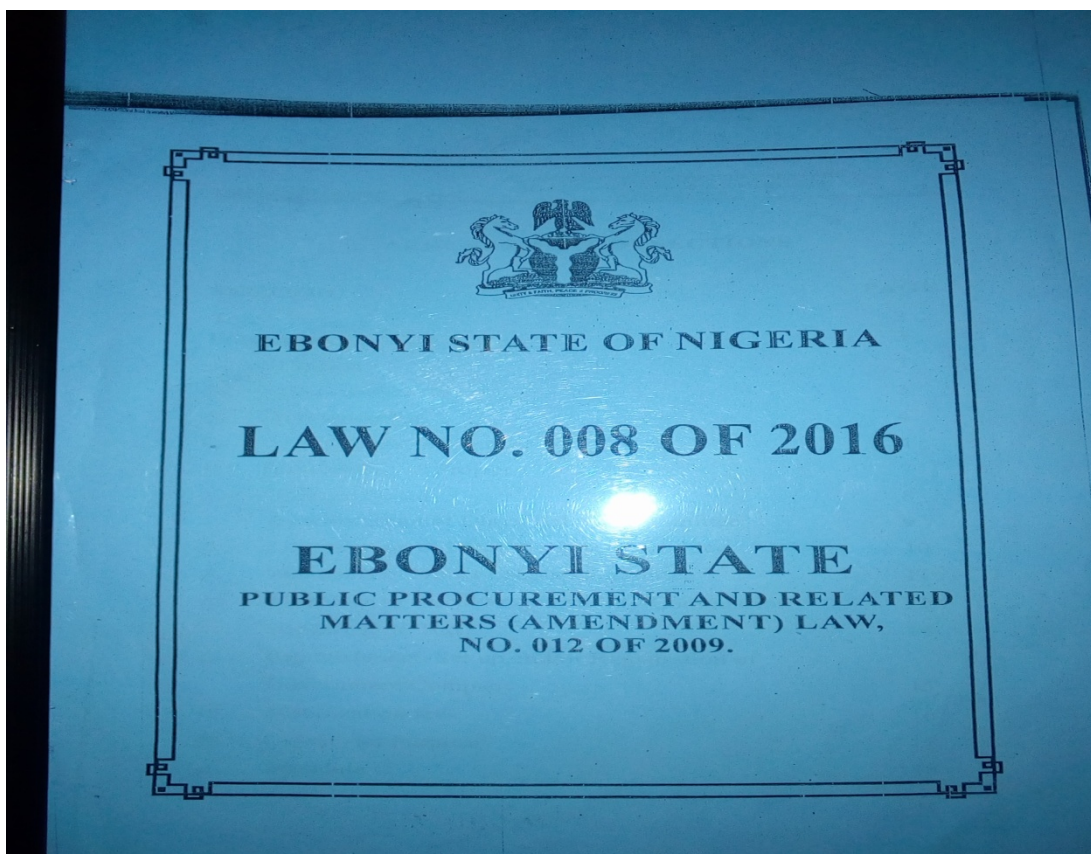 EBONYI STATE OF NIGERIA
LAW NO. 008 OF 2016
EBONYI STATE
PUBLIC PROCUREMENT AND RELATED
MATTERS (AMENDMENT) LAW,
NO. 012 OF 2009.